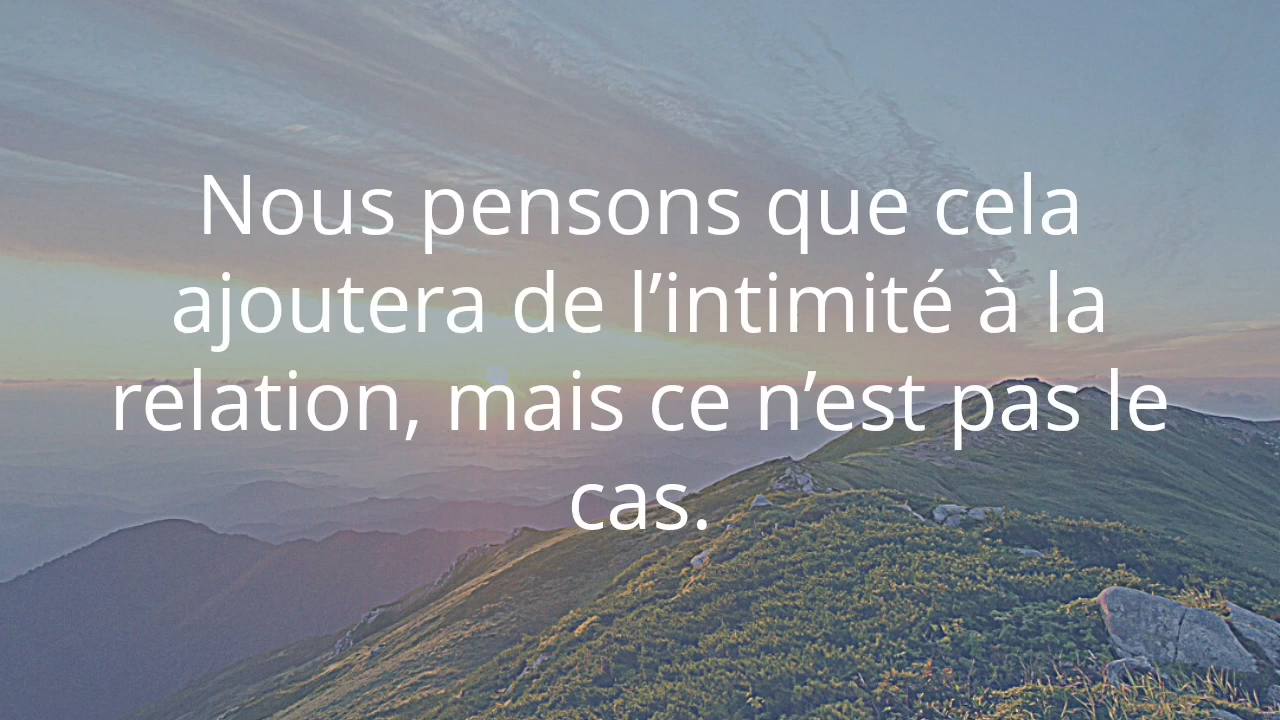 Nous pensons que cela
ajoutera de l’intimité à la
relation, mais ce n’est pas le
cas.